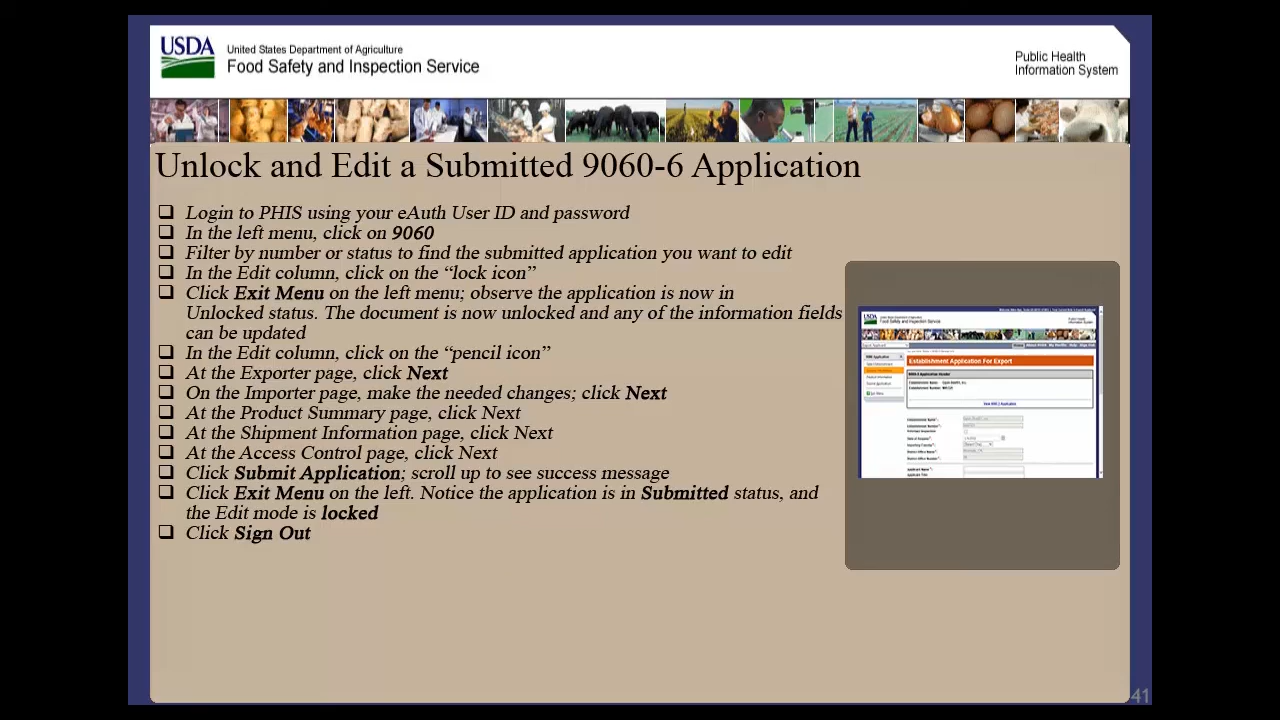 USDA
United States Department of Agriculture
Food Safety and Inspection Service
Public Health
Information System
Unlock and Edit a Submitted 9060-6 Application
Login to PHIS using your eAuth User ID and password
In the left menu, click on 9060
Filter by number or status to find the submitted application you want to edit
In the Edit column, click on the “lock icon”
Click Exit Menu on the left menu; observe the application is now in
Unlocked status. The document is now unlocked and any of the information fields
can be updated
In the Edit column, click on the “pencil icon”
At the Exporter page, click Next
On the Importer page, make the needed changes; click Next
At the Product Summary page, click Next
At the Shipment Information page, click Next
At the Access Control page, click Next
Click Submit Application; scroll up to see success message
Click Exit Menu on the left. Notice the application is in Submitted status, and
the Edit mode is locked
Click Sign Out
Establishment Application For Export
41